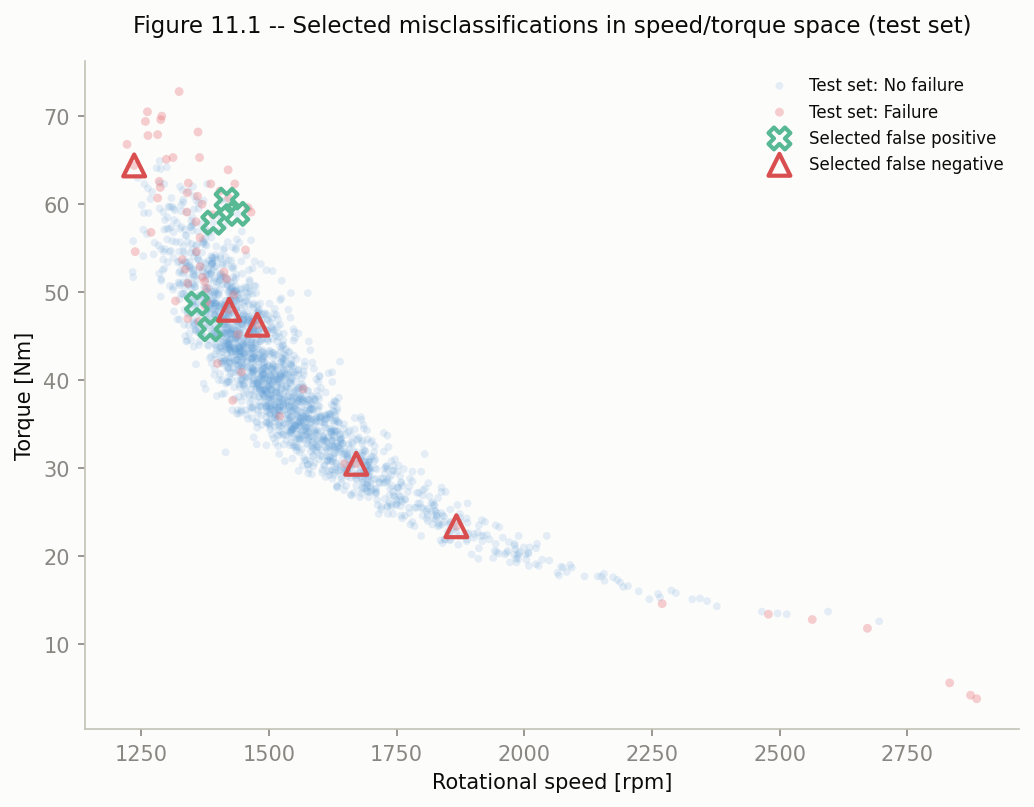 Figure 11.1 -- Selected misclassifications in speed/torque space (test set)
Test set: No failure
Test set: Failure
Selected false positive
Selected false negative
Torque [Nm]
70
60
50
40
30
20
10
1250 1500 1750 2000 2250 2500 2750
Rotational speed [rpm]